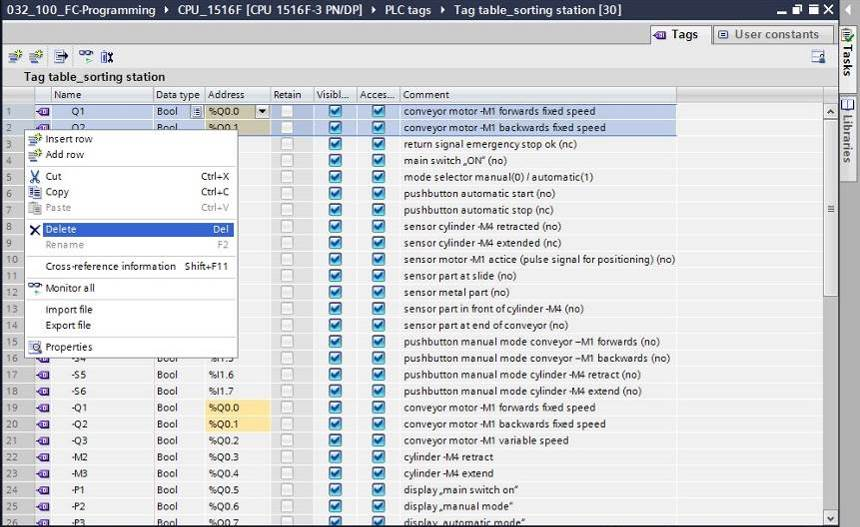 032_100_FC-Programming CPU_1516F [CPU 1516F-3 PN/DP] PLC tags Tag table_sorting station [30]
Tags User constants
Tasks
Libraries
Tag table_sorting station
Name Data type Address Retain Visibl... Acces... Comment
1 Q1 Bool %Q0.0 conveyor motor -M1 forwards fixed speed
2 Q2 Bool %Q0.1 conveyor motor -M1 backwards fixed speed
3 return signal emergency stop ok (nc)
4 main switch „ON" (no)
5 mode selector manual(0) / automatic(1)
6 pushbutton automatic start (no)
7 pushbutton automatic stop (nc)
8 sensor cylinder -M4 retracted (no)
9 sensor cylinder -M4 extended (nc)
10 sensor motor -M1 actice (pulse signal for positioning) (no)
11 sensor part at slide (no)
12 sensor metal part (no)
13 sensor part in front of cylinder -M4 (no)
14 sensor part at end of conveyor (no)
15 pushbutton manual mode conveyor –M1 forwards (no)
16 -S4 Bool %I1.5 pushbutton manual mode conveyor –M1 backwards (no)
17 -S5 Bool %I1.6 pushbutton manual mode cylinder -M4 retract (no)
18 -S6 Bool %I1.7 pushbutton manual mode cylinder -M4 extend (no)
19 -Q1 Bool %Q0.0 conveyor motor -M1 forwards fixed speed
20 -Q2 Bool %Q0.1 conveyor motor -M1 backwards fixed speed
21 -Q3 Bool %Q0.2 conveyor motor -M1 variable speed
22 -M2 Bool %Q0.3 cylinder -M4 retract
23 -M3 Bool %Q0.4 cylinder -M4 extend
24 -P1 Bool %Q0.5 display „main switch on"
25 -P2 Bool %Q0.6 display „manual mode"
26 -P3 Bool %Q0.7 display „automatic mode"
Insert row
Add row
Cut Ctrl+X
Copy Ctrl+C
Paste Ctrl+V
Delete Del
Rename F2
Cross-reference information Shift+F11
Monitor all
Import file
Export file
Properties